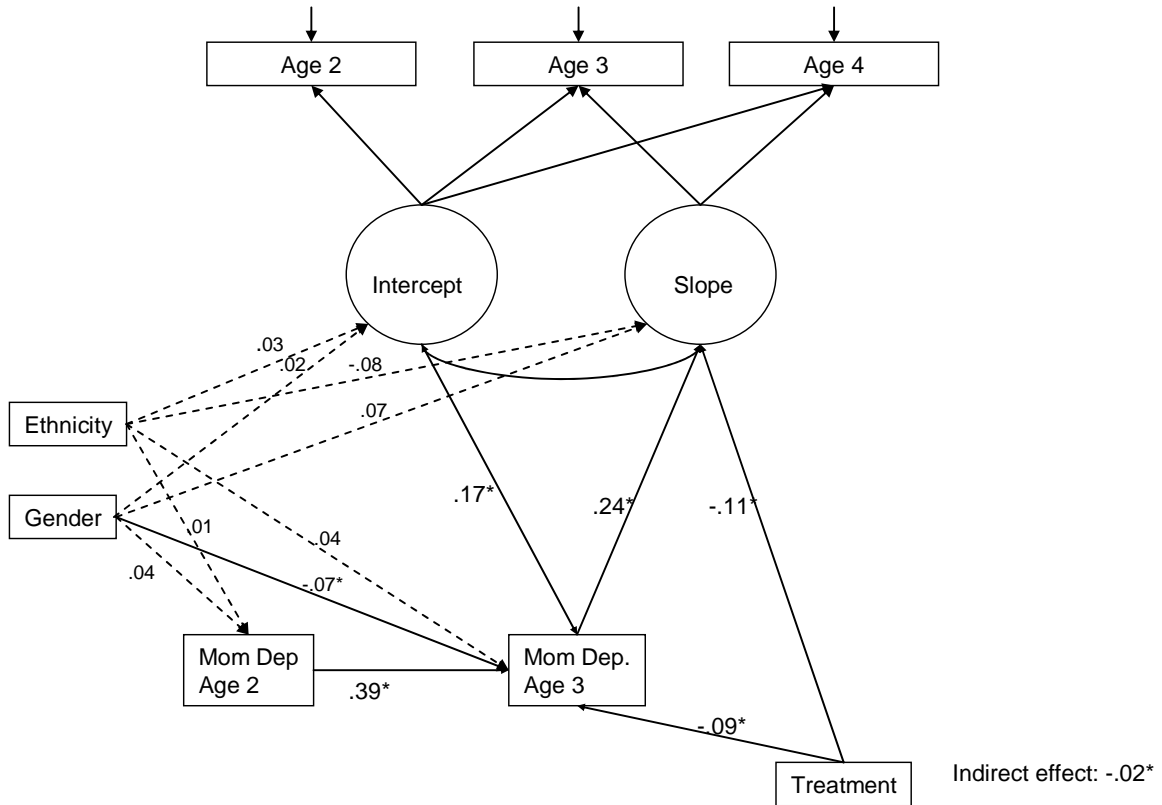 Age 2
Age 3
Age 4
Intercept
Slope
.03
.02
-.08
.07
Ethnicity
Gender
.17*
.24*
-.11*
.01
.04
.04
-.07*
Mom Dep
Age 2
Mom Dep.
Age 3
.39*
-.09*
Treatment
Indirect effect: -.02*